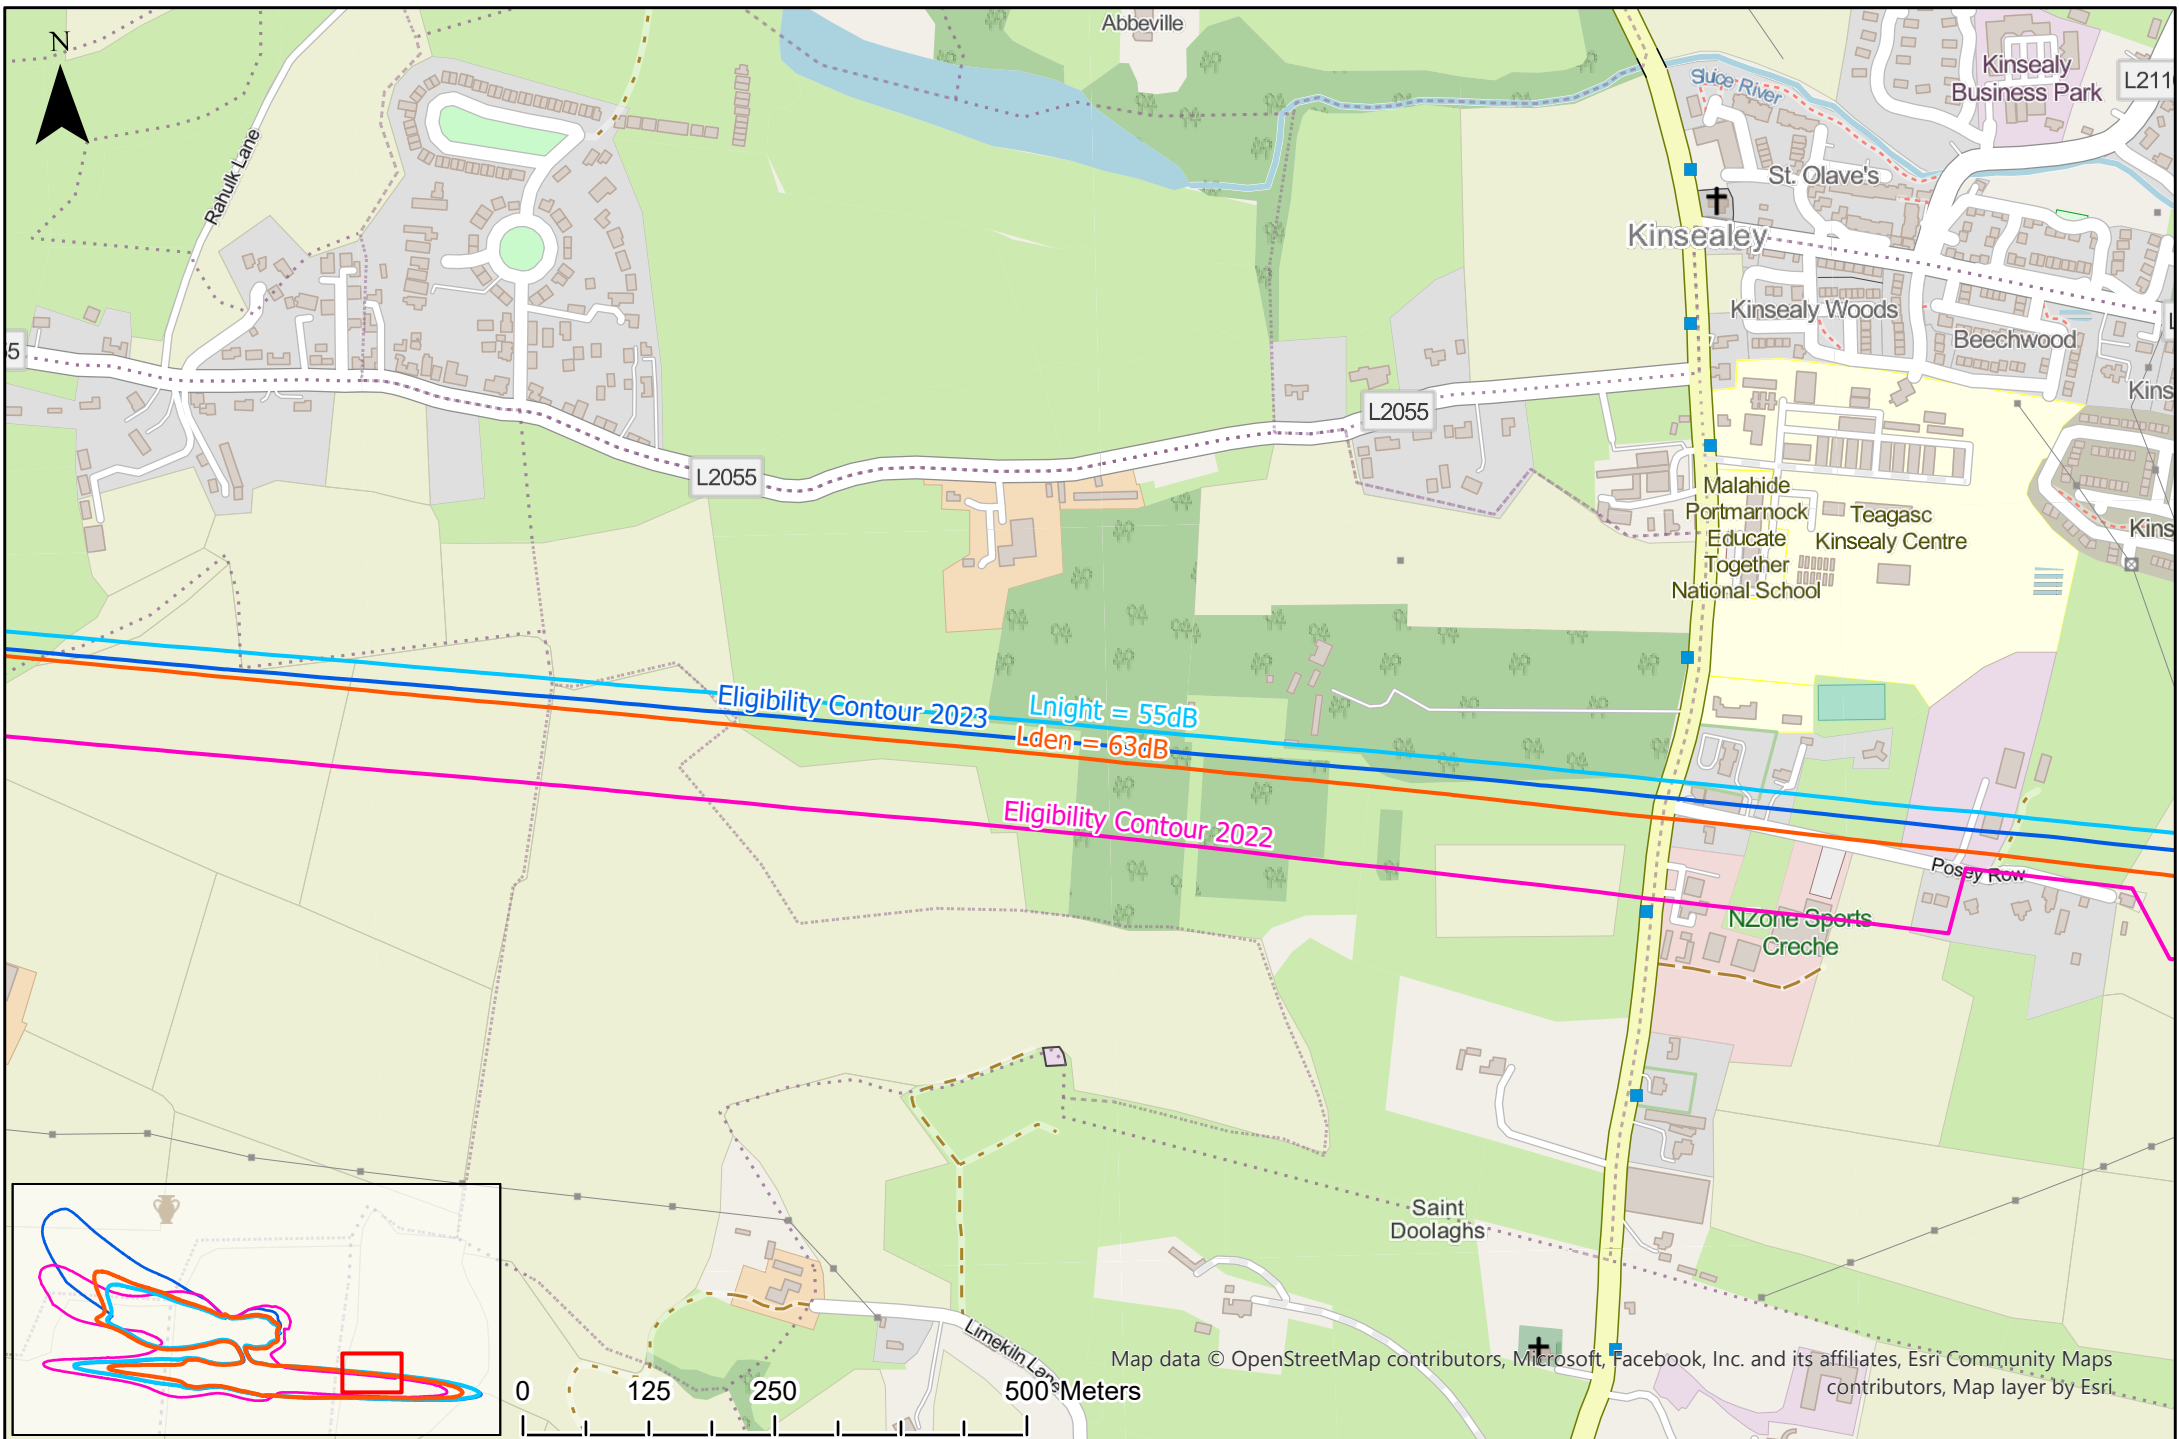 Abbeville
N
Sluice River
Kinsealy
Business Park
L211
Rahulk Lane
St. Olave's
Kinsealey
Kinsealy Woods
Beechwood
L
55
Kins
L2055
L2055
Malahide
Portmarnock
Educate
Together
National School
Teagasc
Kinsealy Centre
Kins
Eligibility Contour 2023
Lnight = 55dB
Lden = 63dB
Eligibility Contour 2022
Posey Row
NZone Sports
Creche
Saint
Doolaghs
Limekiln Lane
0 125 250 500 Meters
Map data © OpenStreetMap contributors, Microsoft, Facebook, Inc. and its affiliates, Esri Community Maps
contributors, Map layer by Esri